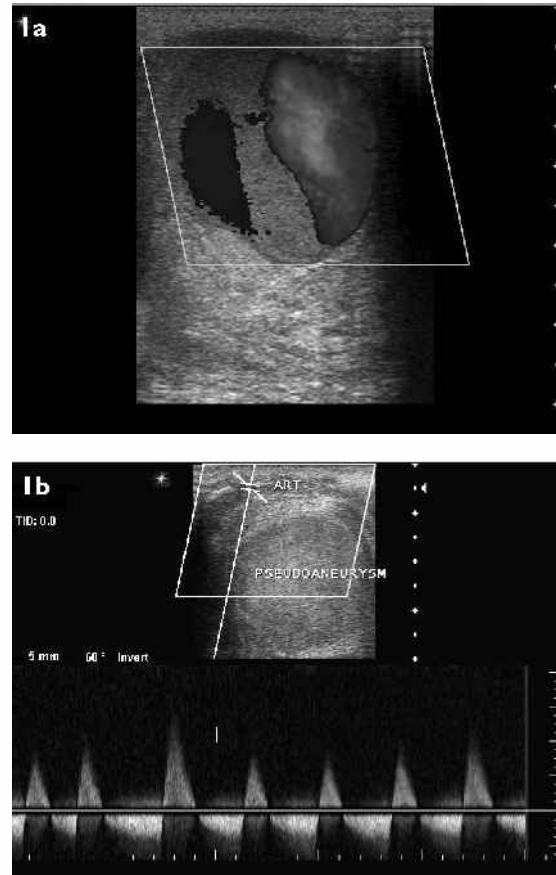 1a
1b
ART
TID: 0.0
PSEUDOANEURYSM
5 mm 60° Invert